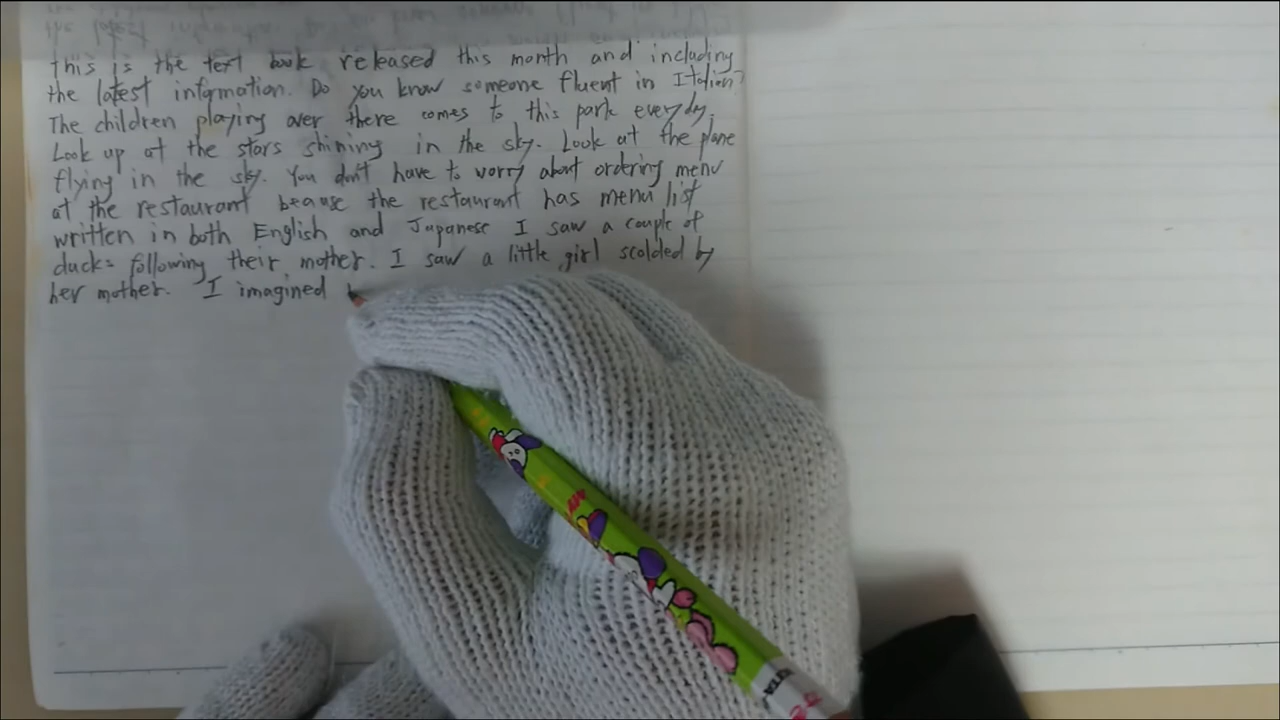 this is the text book released this month and including
the latest information. Do you know someone fluent in Italian?
The children playing over there comes to this park everyday.
Look up at the stars shining in the sky. Look at the plane
flying in the sky. You don't have to worry about ordering menu
at the restaurant beause the restaurant has menu list
written in both English and Japanese I saw a couple of
ducks following their mother. I saw a little girl scolded by
her mother. I imagined